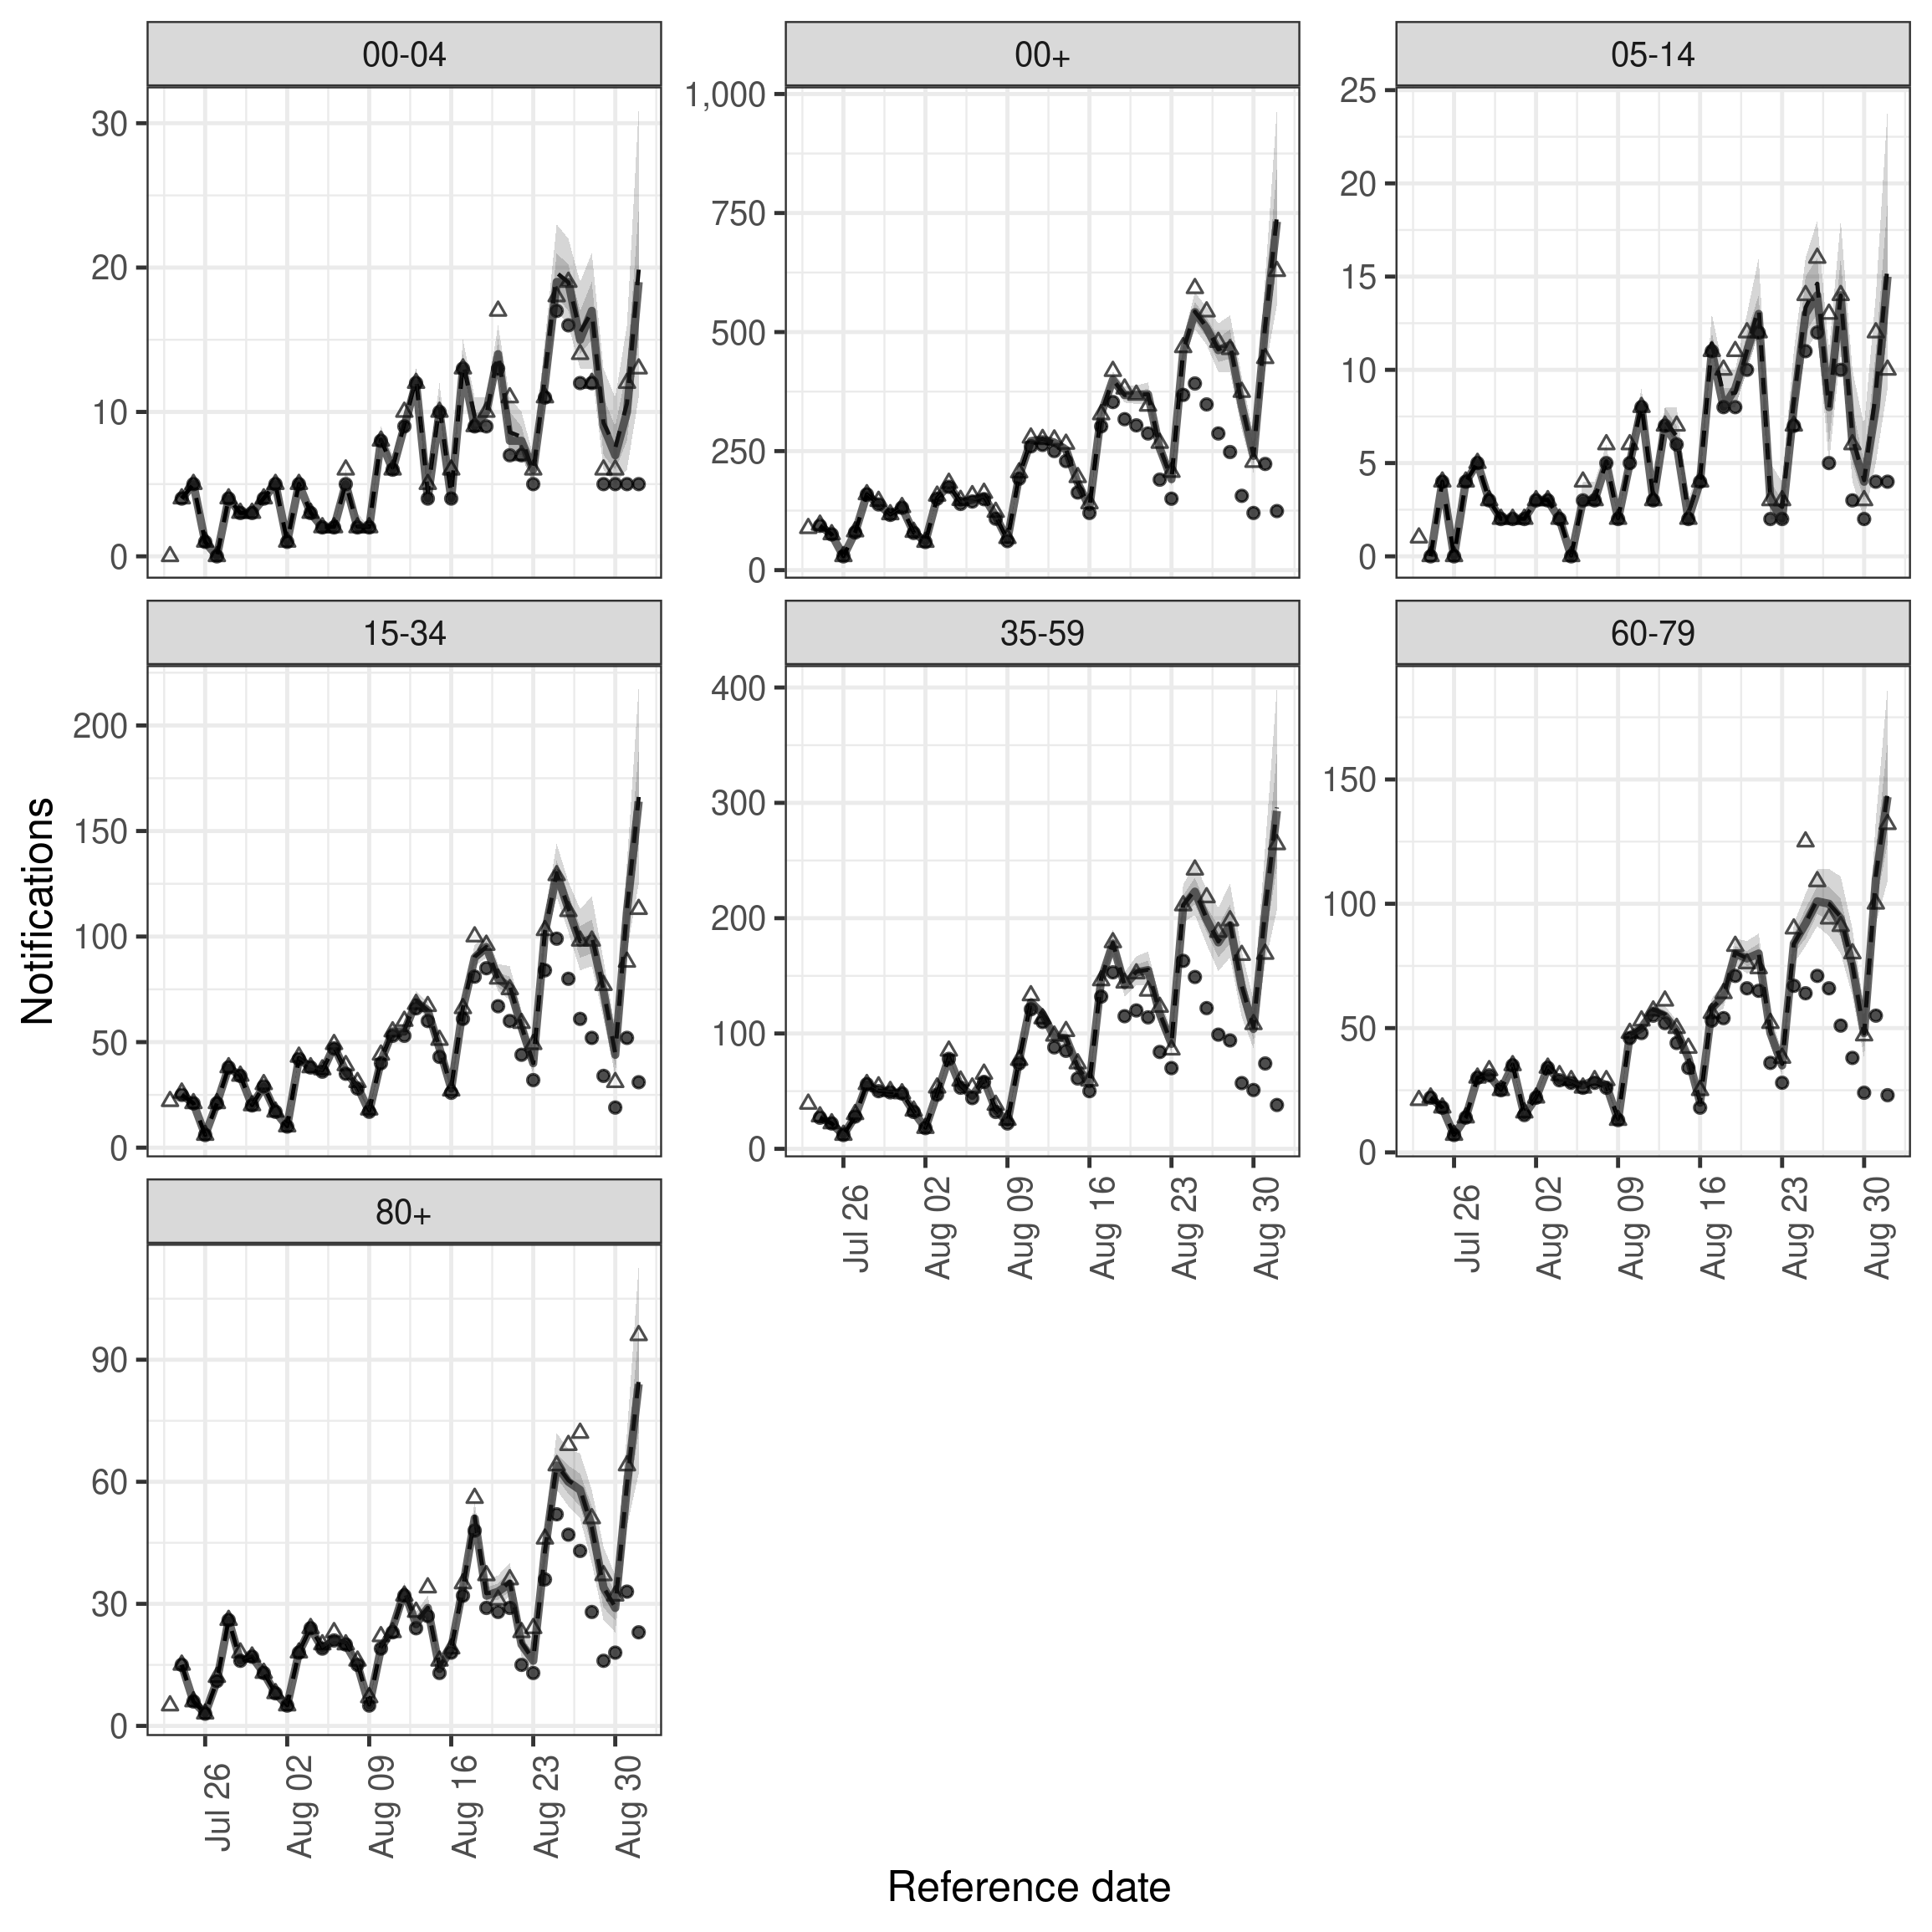 00-04
00+
05-14
30
20
10
0
1,000
750
500
250
0
25
20
15
10
5
0
15-34
35-59
60-79
200
150
100
50
0
400
300
200
100
0
150
100
50
0
Jul 26
Aug 02
Aug 09
Aug 16
Aug 23
Aug 30
Jul 26
Aug 02
Aug 09
Aug 16
Aug 23
Aug 30
80+
90
60
30
0
Jul 26
Aug 02
Aug 09
Aug 16
Aug 23
Aug 30
Notifications
Reference date